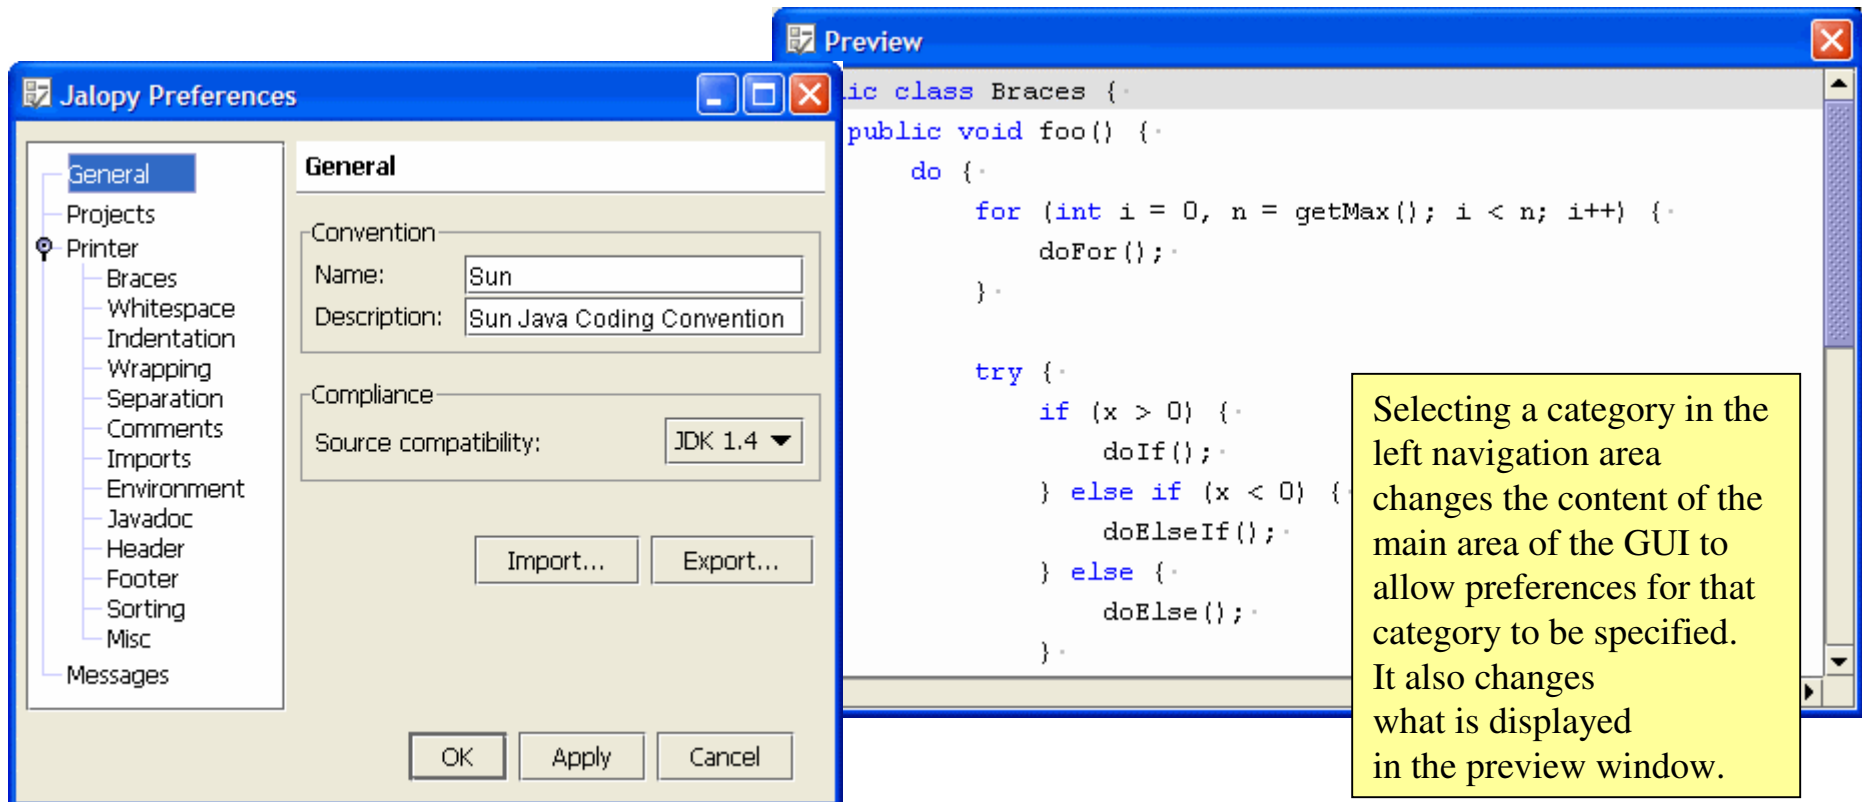 Jalopy Preferences
General
Projects
Printer
Braces
Whitespace
Indentation
Wrapping
Separation
Comments
Imports
Environment
Javadoc
Header
Footer
Sorting
Misc
Messages
General
Convention
Name: Sun
Description: Sun Java Coding Convention
Compliance
Source compatibility: JDK 1.4
Import... Export...
OK Apply Cancel
Preview
lic class Braces {
public void foo() {
do {
for (int i = 0, n = getMax(); i < n; i++) {
doFor();
}
try {
if (x > 0) {
doIf();
} else if (x < 0) {
doElseIf();
} else {
doElse();
}
Selecting a category in the
left navigation area
changes the content of the
main area of the GUI to
allow preferences for that
category to be specified.
It also changes
what is displayed
in the preview window.